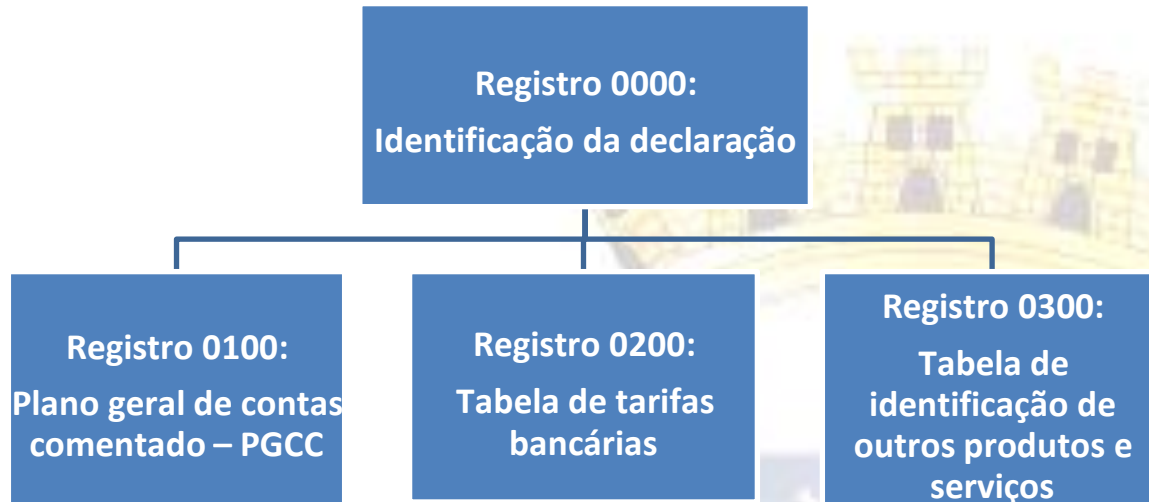 Registro 0000:
Identificação da declaração
Registro 0100:
Plano geral de contas
comentado – PGCC
Registro 0200:
Tabela de tarifas
bancárias
Registro 0300:
Tabela de
identificação de
outros produtos e
serviços